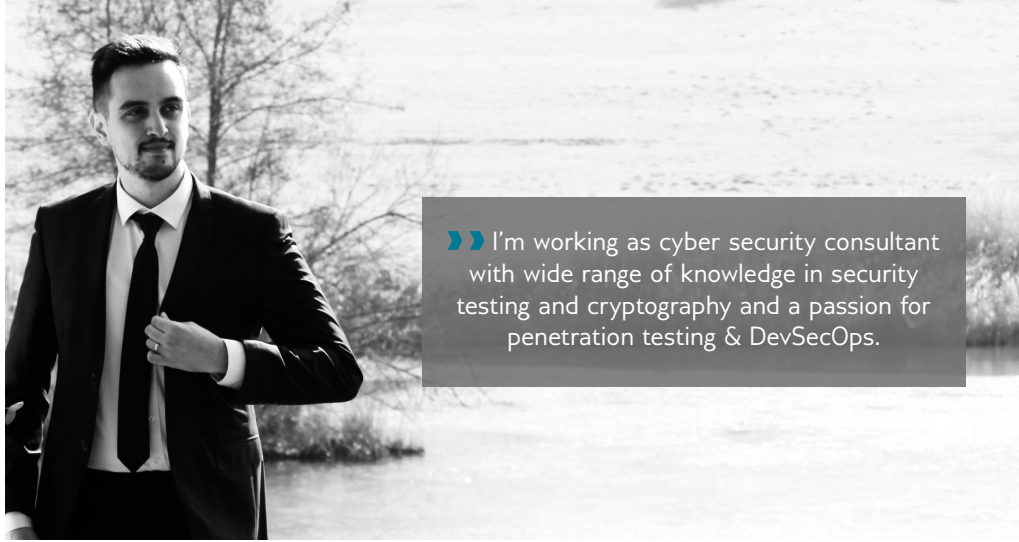 I'm working as cyber security consultant
with wide range of knowledge in security
testing and cryptography and a passion for
penetration testing & DevSecOps.